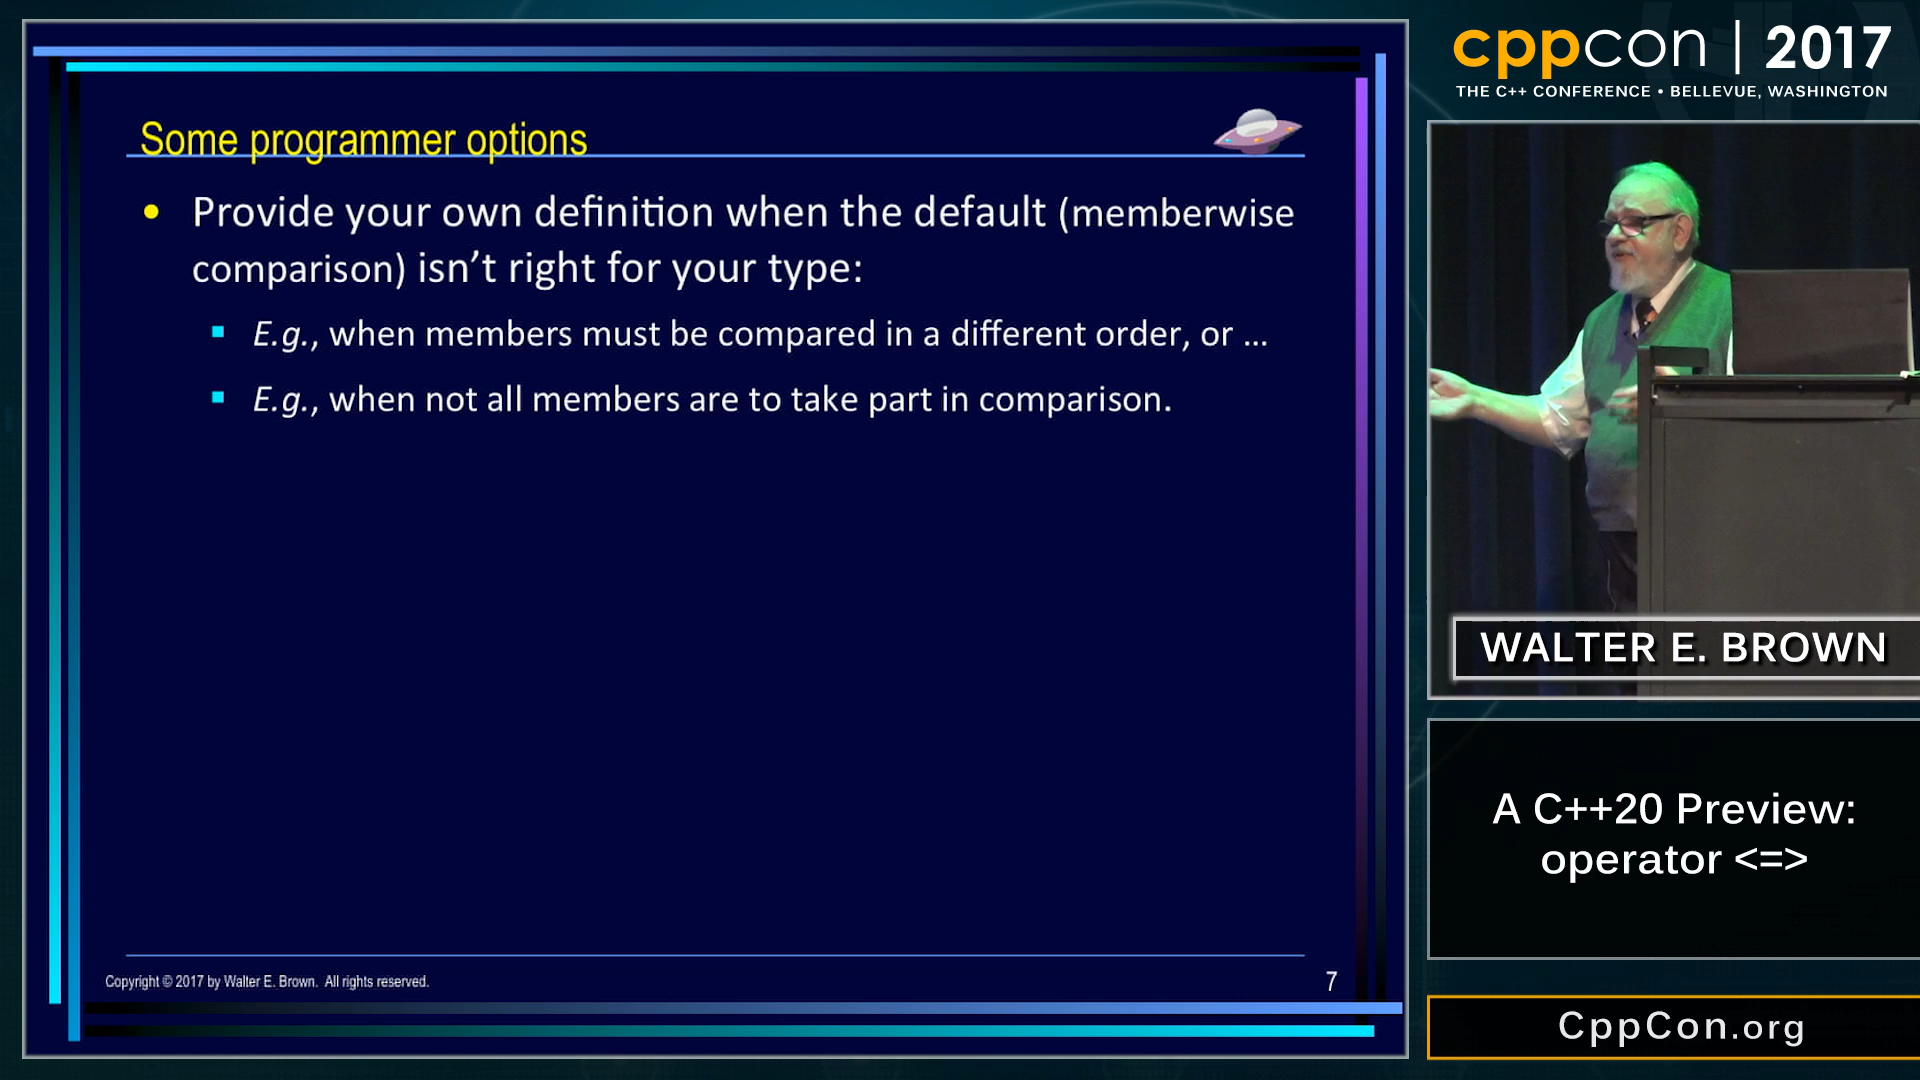 Some programmer options
• Provide your own definition when the default (memberwise
comparison) isn’t right for your type:
▪ E.g., when members must be compared in a different order, or …
▪ E.g., when not all members are to take part in comparison.
Copyright © 2017 by Walter E. Brown. All rights reserved.
7
cppcon | 2017
THE C++ CONFERENCE • BELLEVUE, WASHINGTON
WALTER E. BROWN
A C++20 Preview:
operator <=>
CppCon.org